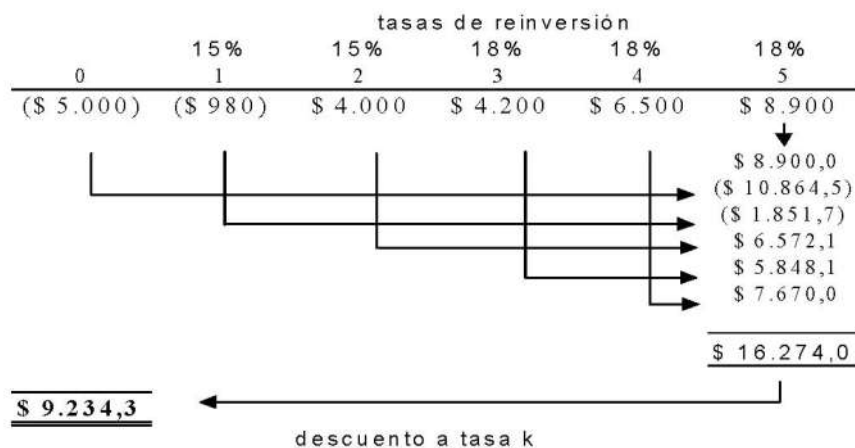 tasas de reinversión
15% 15% 18% 18% 18%
0 1 2 3 4 5
($ 5.000) ($ 980) $ 4.000 $ 4.200 $ 6.500 $ 8.900
$ 8.900,0
($ 10.864,5)
($ 1.851,7)
$ 6.572,1
$ 5.848,1
$ 7.670,0
$ 16.274,0
$ 9.234,3
descuento a tasa k